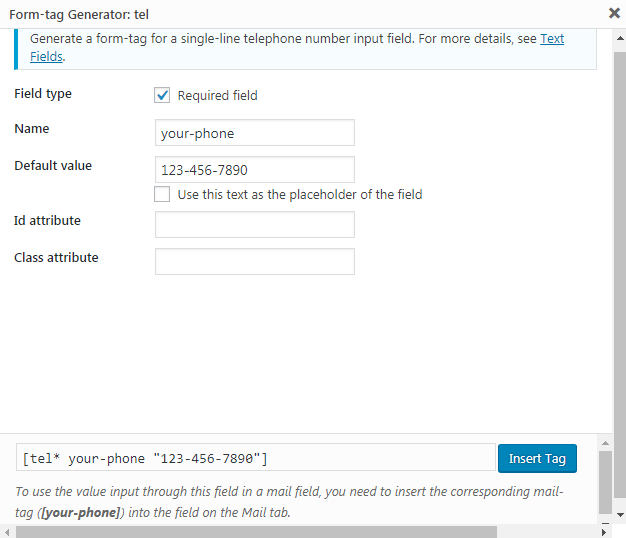 Form-tag Generator: tel
Generate a form-tag for a single-line telephone number input field. For more details, see Text
Fields.
Field type
Required field
Name
your-phone
Default value
123-456-7890
Use this text as the placeholder of the field
Id attribute
Class attribute
[tel* your-phone "123-456-7890"]
Insert Tag
To use the value input through this field in a mail field, you need to insert the corresponding mail-
tag ([your-phone]) into the field on the Mail tab.